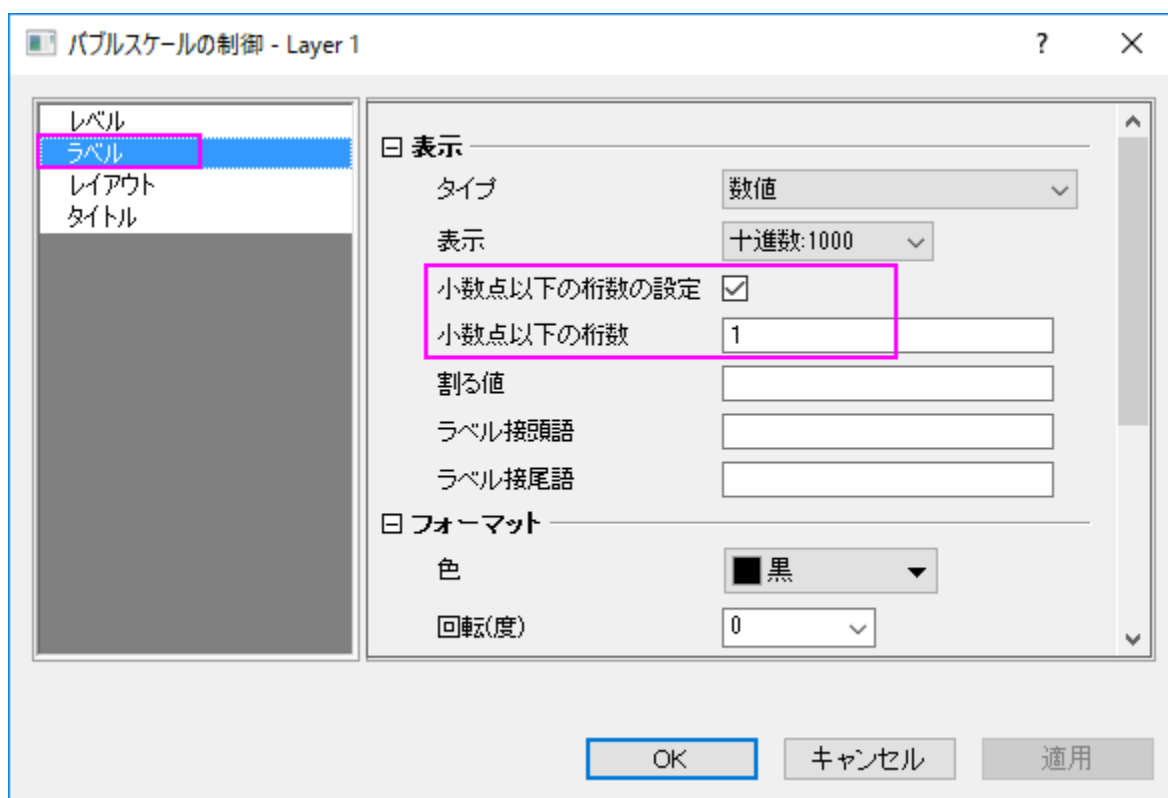 バブルスケールの制御 - Layer 1 ?
レベル
ラベル
レイアウト
タイトル
表示
タイプ 数値
表示 十進数:1000
小数点以下の桁数の設定
小数点以下の桁数 1
割る値
ラベル接頭語
ラベル接尾語
フォーマット
色 黒
回転(度) 0
OK キャンセル 適用